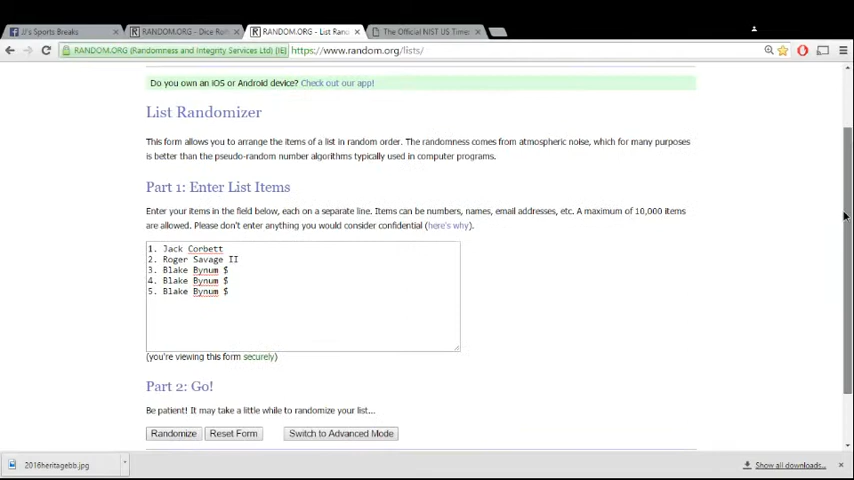 JJ's Sports Breaks
RANDOM.ORG - Dice Roll
RANDOM.ORG - List Rand
The Official NIST US Time:
RANDOM.ORG (Randomness and Integrity Services Ltd) [IE]
https://www.random.org/lists/
Do you own an iOS or Android device? Check out our app!
List Randomizer
This form allows you to arrange the items of a list in random order. The randomness comes from atmospheric noise, which for many purposes
is better than the pseudo-random number algorithms typically used in computer programs.
Part 1: Enter List Items
Enter your items in the field below, each on a separate line. Items can be numbers, names, email addresses, etc. A maximum of 10,000 items
are allowed. Please don't enter anything you would consider confidential (here's why).
1. Jack Corbett
2. Roger Savage II
3. Blake Bynum $
4. Blake Bynum $
5. Blake Bynum $
(you're viewing this form securely)
Part 2: Go!
Be patient! It may take a little while to randomize your list...
Randomize
Reset Form
Switch to Advanced Mode
2016heritagebb.jpg
Show all downloads...